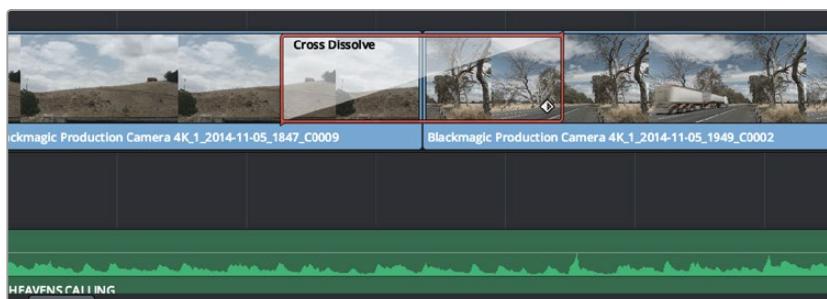 Cross Dissolve
ckmagic Production Camera 4K_1_2014-11-05_1847_C0009
Blackmagic Production Camera 4K_1_2014-11-05_1949_C0002
HEAVENS CALLING